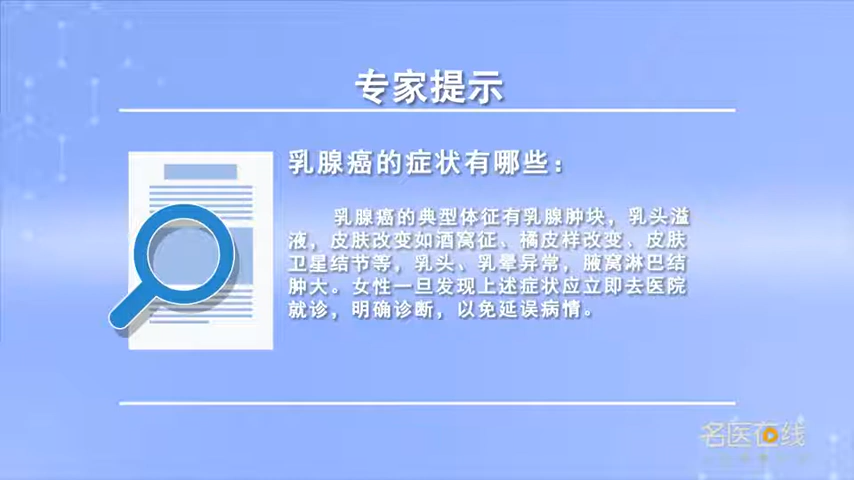 专家提示
乳腺癌的症状有哪些：
乳腺癌的典型体征有乳腺肿块，乳头溢
液，皮肤改变如酒窝征、橘皮样改变、皮肤
卫星结节等，乳头、乳晕异常，腋窝淋巴结
肿大。女性一旦发现上述症状应立即去医院
就诊，明确诊断，以免延误病情。
名医在线